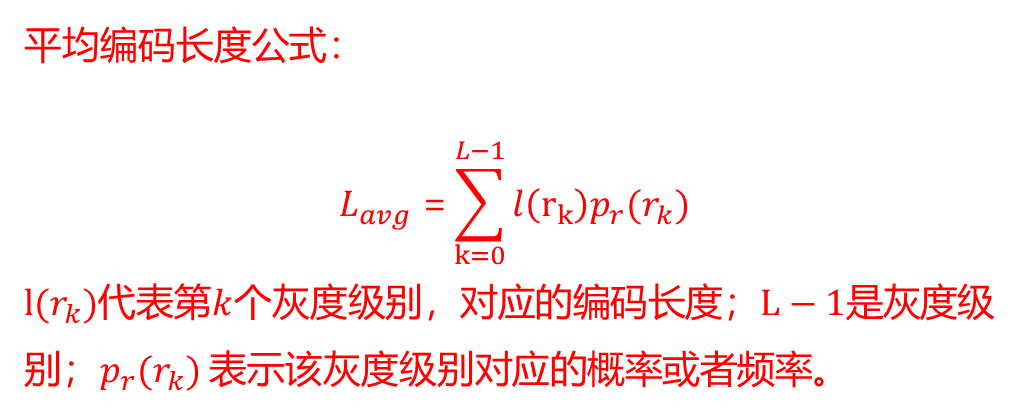 平均编码长度公式：
L_{avg} = \sum_{k=0}^{L-1} l(r_k)p_r(r_k)
l(r_k)代表第k个灰度级别，对应的编码长度；L − 1是灰度级
别；p_r(r_k) 表示该灰度级别对应的概率或者频率。